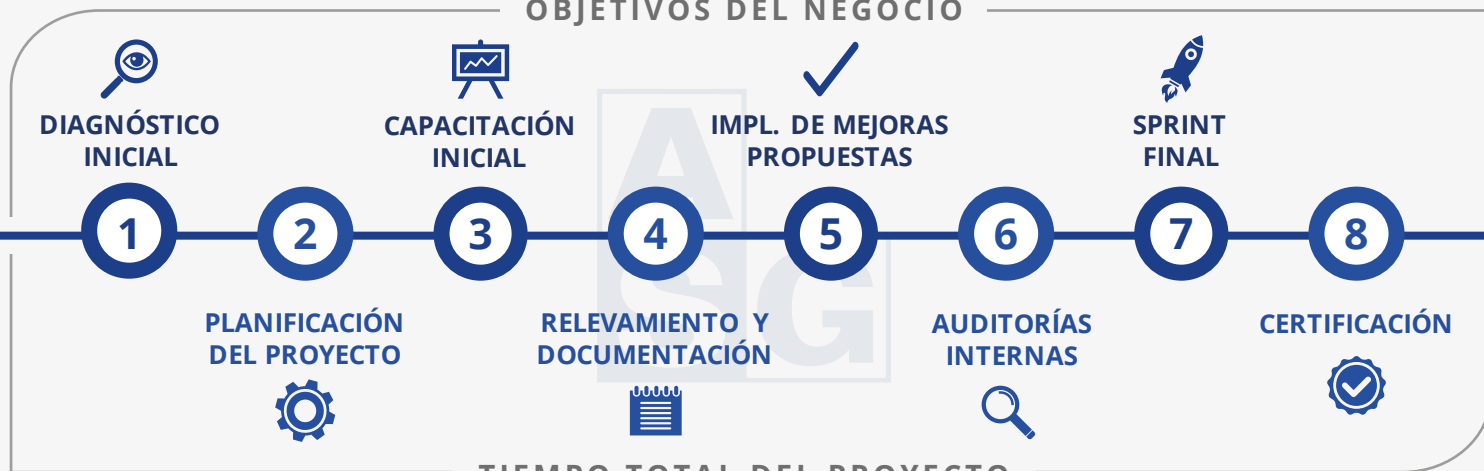 OBJETIVOS DEL NEGOCIO
DIAGNÓSTICO
INICIAL
CAPACITACIÓN
INICIAL
IMPL. DE MEJORAS
PROPUESTAS
SPRINT
FINAL
1
2
3
4
5
6
7
8
PLANIFICACIÓN
DEL PROYECTO
RELEVAMIENTO Y
DOCUMENTACIÓN
AUDITORÍAS
INTERNAS
CERTIFICACIÓN
A
SG
TIEMPO TOTAL DEL PROYECTO